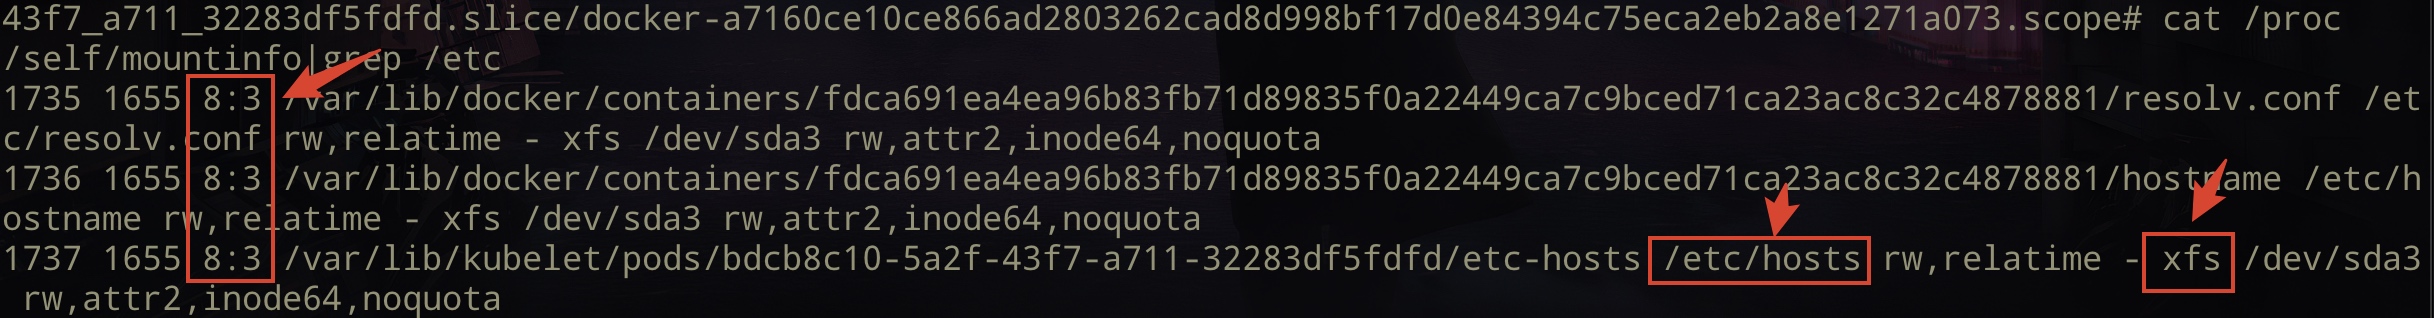 43f7_a711_32283df5fdfd.slice/docker-a7160ce10ce866ad2803262cad8d998bf17d0e84394c75eca2eb2a8e1271a073.scope# cat /proc
/self/mountinfo|grep /etc
1735 1655 8:3 /var/lib/docker/containers/fdca691ea4ea96b83fb71d89835f0a22449ca7c9bced71ca23ac8c32c4878881/resolv.conf /et
c/resolv.conf rw,relatime - xfs /dev/sda3 rw,attr2,inode64,noquota
1736 1655 8:3 /var/lib/docker/containers/fdca691ea4ea96b83fb71d89835f0a22449ca7c9bced71ca23ac8c32c4878881/hostname /etc/h
ostname rw,relatime - xfs /dev/sda3 rw,attr2,inode64,noquota
1737 1655 8:3 /var/lib/kubelet/pods/bdcb8c10-5a2f-43f7-a711-32283df5fdfd/etc-hosts /etc/hosts rw,relatime - xfs /dev/sda3
 rw,attr2,inode64,noquota